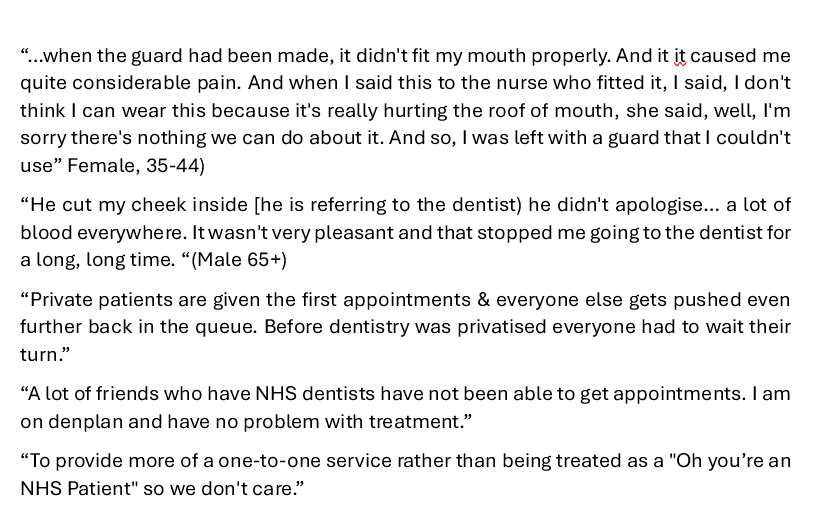 “...when the guard had been made, it didn't fit my mouth properly. And it it caused me
quite considerable pain. And when I said this to the nurse who fitted it, I said, I don't
think I can wear this because it's really hurting the roof of mouth, she said, well, I'm
sorry there's nothing we can do about it. And so, I was left with a guard that I couldn't
use” Female, 35-44)
“He cut my cheek inside [he is referring to the dentist) he didn't apologise... a lot of
blood everywhere. It wasn't very pleasant and that stopped me going to the dentist for
a long, long time. “(Male 65+)
“Private patients are given the first appointments & everyone else gets pushed even
further back in the queue. Before dentistry was privatised everyone had to wait their
turn.”
“A lot of friends who have NHS dentists have not been able to get appointments. I am
on denplan and have no problem with treatment.”
“To provide more of a one-to-one service rather than being treated as a "Oh you’re an
NHS Patient" so we don't care.”